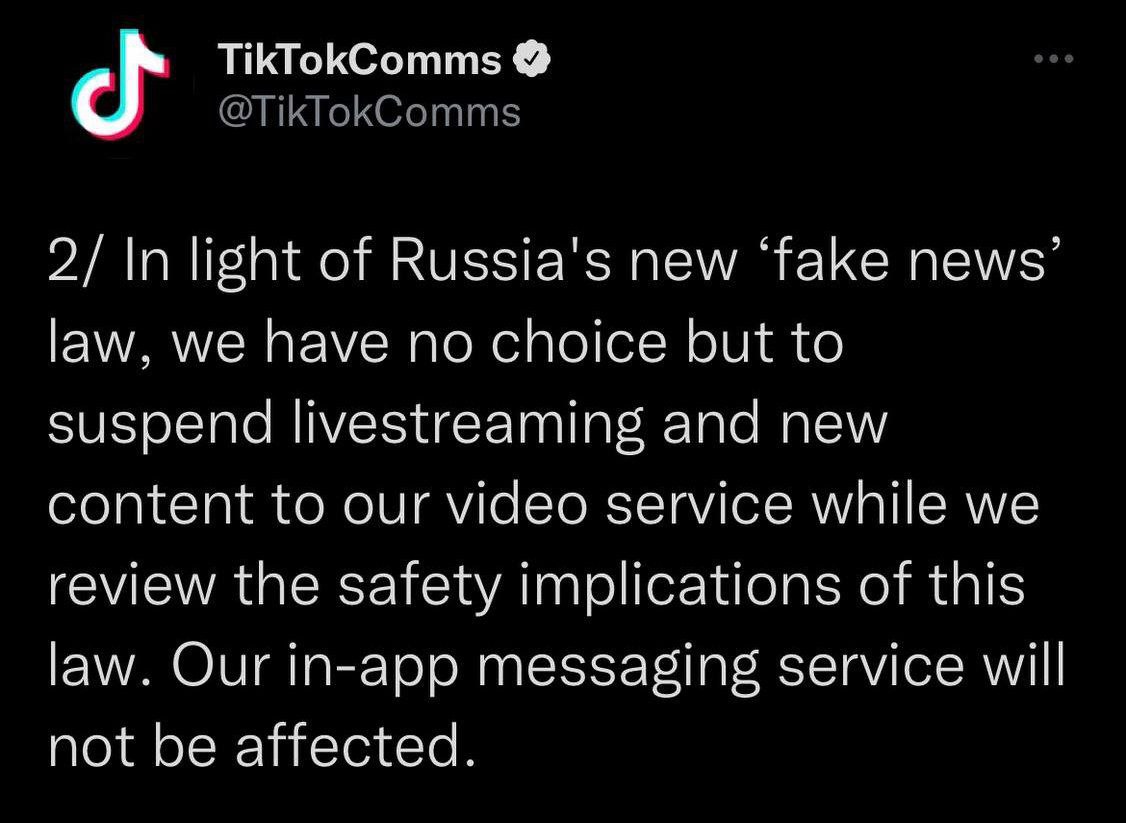 TikTokComms
@TikTokComms
2/ In light of Russia's new ‘fake news’
law, we have no choice but to
suspend livestreaming and new
content to our video service while we
review the safety implications of this
law. Our in-app messaging service will
not be affected.